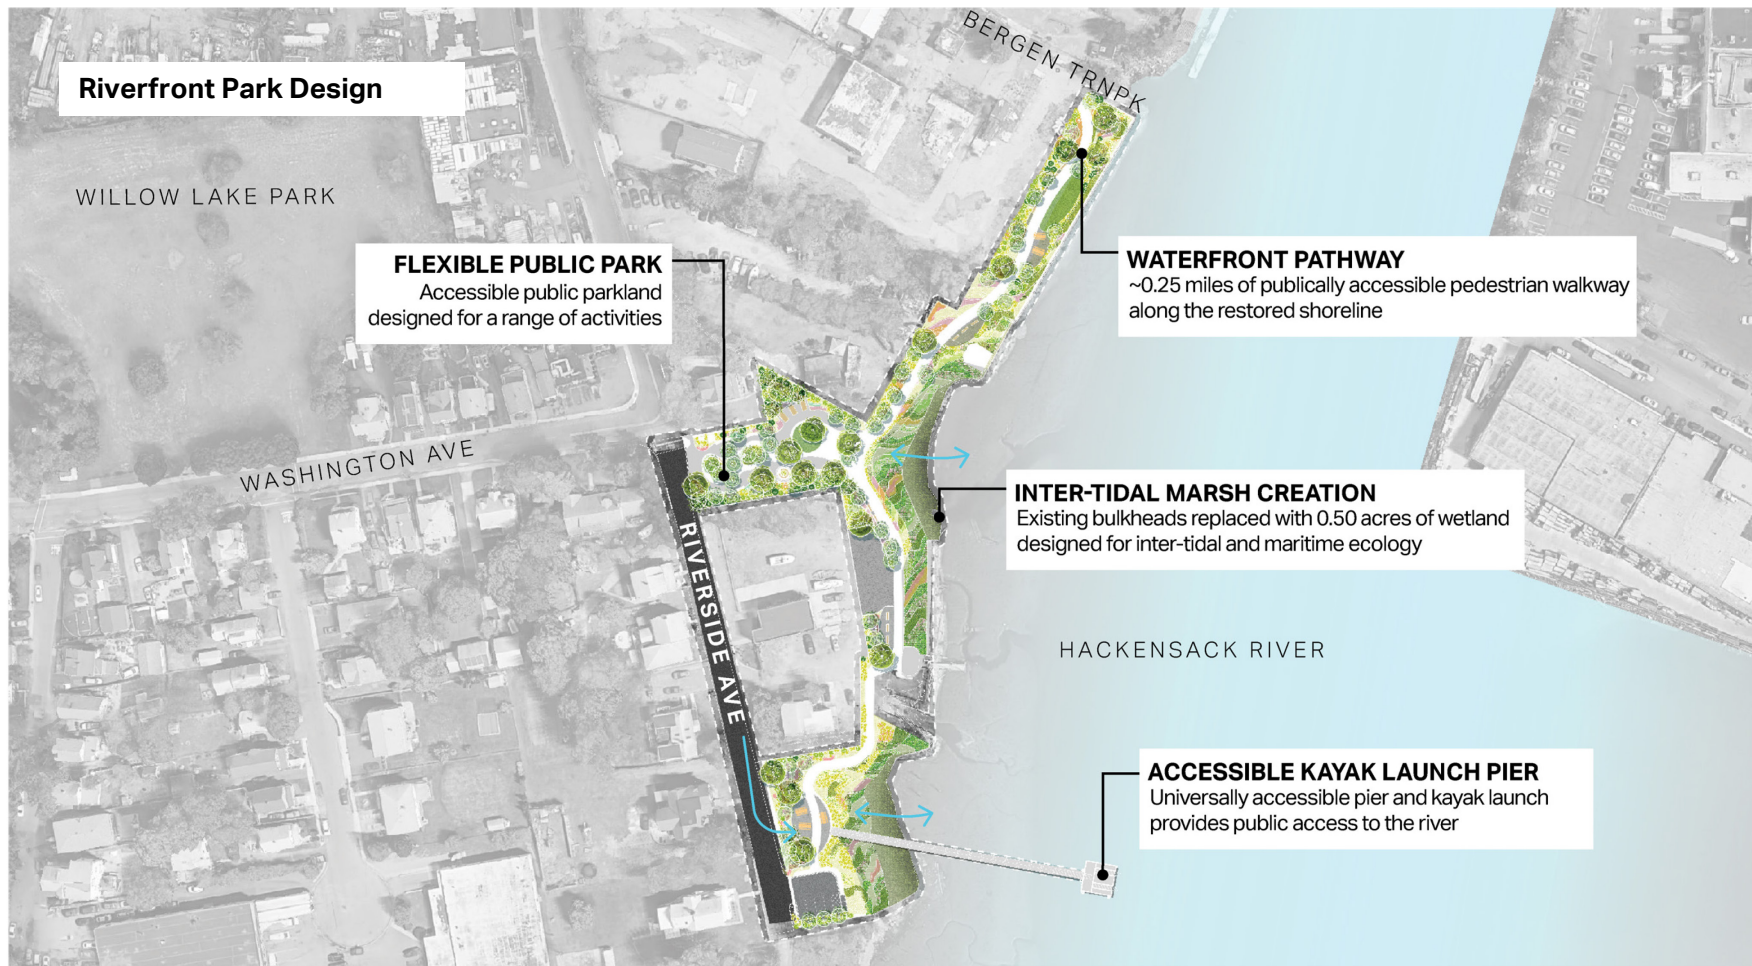 Riverfront Park Design
BERGEN TRNPK
WILLOW LAKE PARK
FLEXIBLE PUBLIC PARK
Accessible public parkland
designed for a range of activities
WATERFRONT PATHWAY
~0.25 miles of publically accessible pedestrian walkway
along the restored shoreline
WASHINGTON AVE
INTER-TIDAL MARSH CREATION
Existing bulkheads replaced with 0.50 acres of wetland
designed for inter-tidal and maritime ecology
RIVERSIDE AVE
HACKENSACK RIVER
ACCESSIBLE KAYAK LAUNCH PIER
Universally accessible pier and kayak launch
provides public access to the river